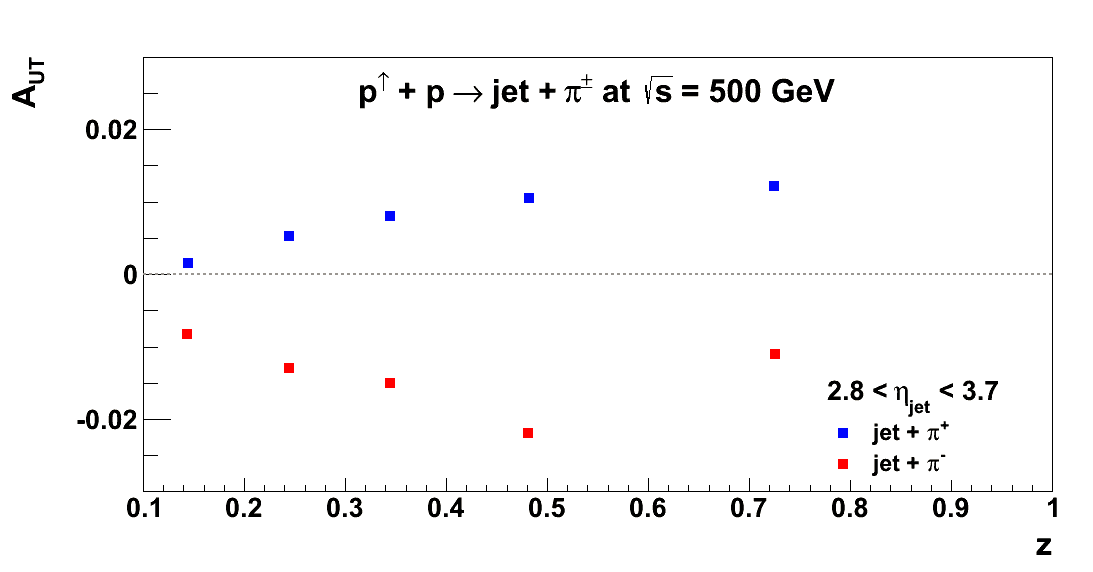 A_UT
p↑ + p → jet + π± at √s = 500 GeV
0.02
0
-0.02
2.8 < η_jet < 3.7
jet + π⁺
jet + π⁻
0.1 0.2 0.3 0.4 0.5 0.6 0.7 0.8 0.9 1
z